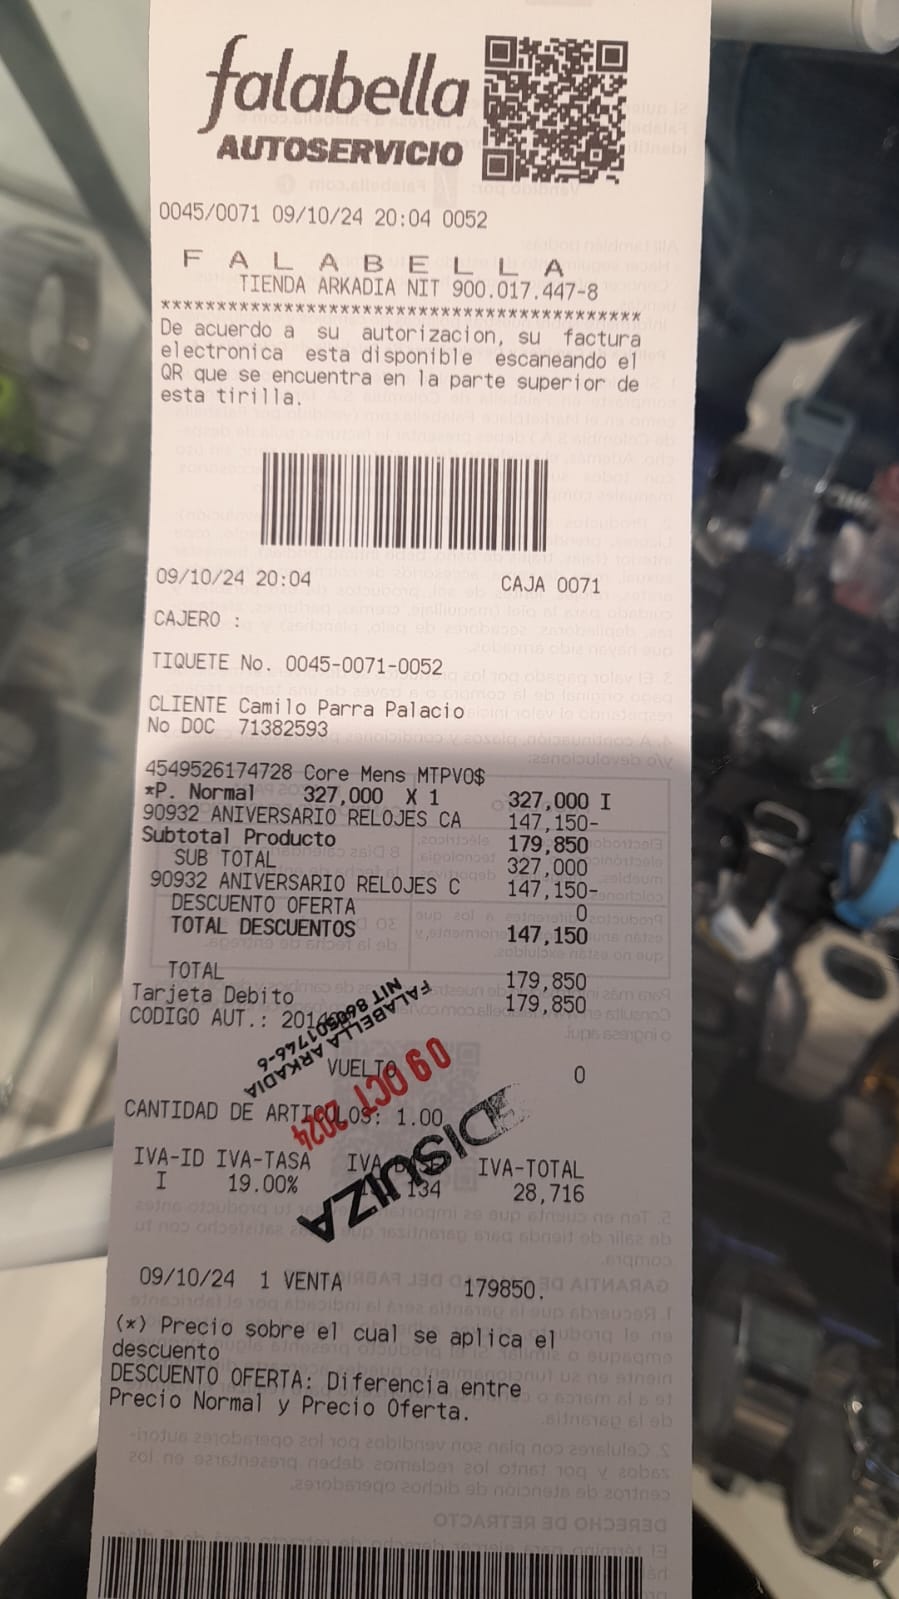 falabella
AUTOSERVICIO
0045/0071 09/10/24 20:04 0052
F A L A B E L L A
TIENDA ARKADIA NIT 900.017.447-8
*******************************************
De acuerdo a su autorizacion, su factura
electronica esta disponible escaneando el
QR que se encuentra en la parte superior de
esta tirilla.
09/10/24 20:04 CAJA 0071
CAJERO :
TIQUETE No. 0045-0071-0052
CLIENTE Camilo Parra Palacio
No DOC 71382593
4549526174728 Core Mens MTPVO$
*P. Normal 327,000 X 1 327,000 I
90932 ANIVERSARIO RELOJES CA 147,150-
Subtotal Producto 179,850
SUB TOTAL 327,000
90932 ANIVERSARIO RELOJES C 147,150-
DESCUENTO OFERTA 0
TOTAL DESCUENTOS 147,150
TOTAL 179,850
Tarjeta Debito 179,850
CODIGO AUT.:
FALABELLA ARKADIA
NIT
VUELTO 0
09 OCT 2024
CANTIDAD DE ARTICULOS: 1.00
DISUIZA
IVA-ID IVA-TASA IVA-BASE IVA-TOTAL
I 19.00% 28,716
09/10/24 1 VENTA 179850.
(*) Precio sobre el cual se aplica el
descuento
DESCUENTO OFERTA: Diferencia entre
Precio Normal y Precio Oferta.